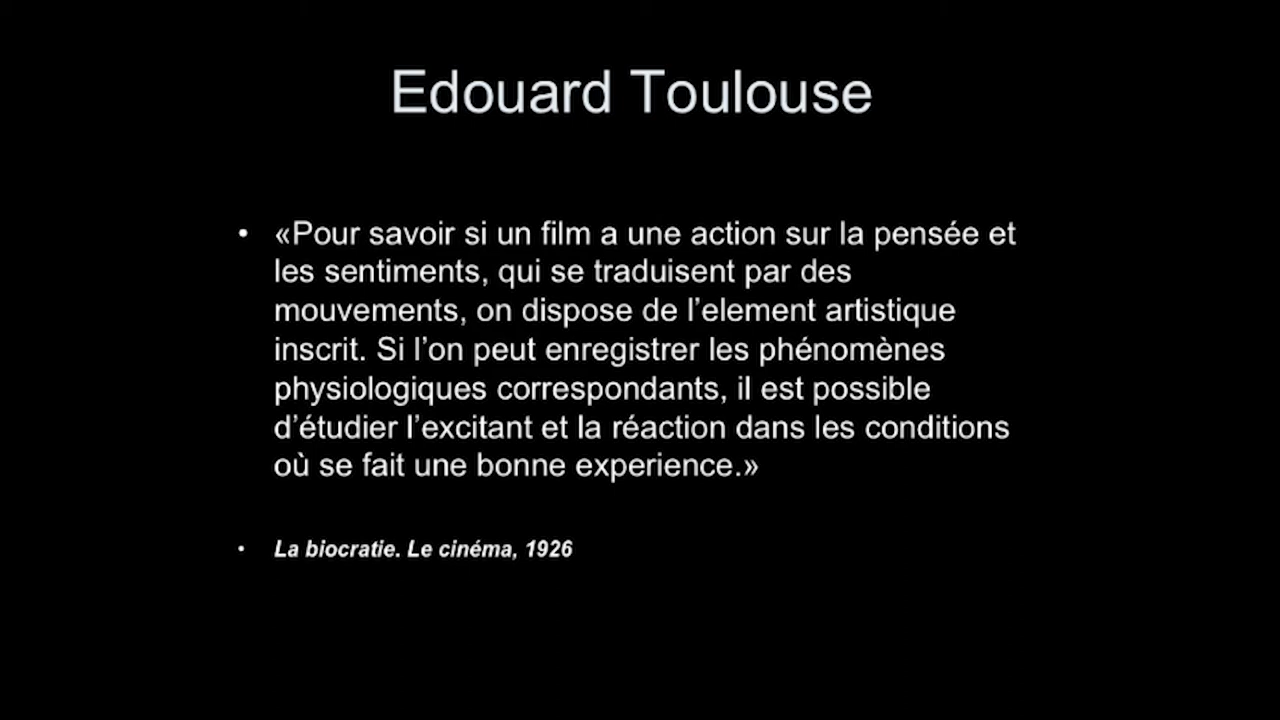 Edouard Toulouse
• «Pour savoir si un film a une action sur la pensée et
les sentiments, qui se traduisent par des
mouvements, on dispose de l’element artistique
inscrit. Si l’on peut enregistrer les phénomènes
physiologiques correspondants, il est possible
d’étudier l’excitant et la réaction dans les conditions
où se fait une bonne experience.»
• La biocratie. Le cinéma, 1926